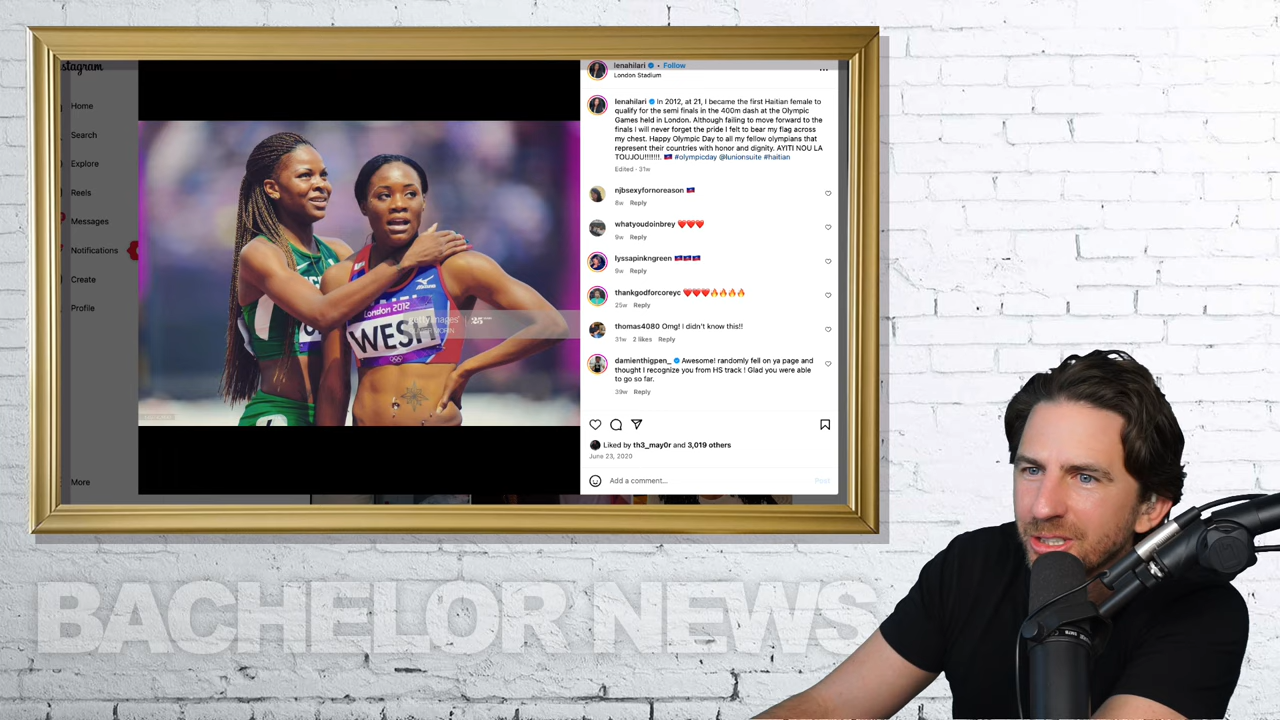 stagram
Home
Search
Explore
Reels
Messages
Notifications
Create
Profile
More
London 2012
WESH
gettyimages®
lenahilari • Follow
London Stadium
lenahilari In 2012, at 21, I became the first Haitian female to
qualify for the semi finals in the 400m dash at the Olympic
Games held in London. Although failing to move forward to the
finals I will never forget the pride I felt to bear my flag across
my chest. Happy Olympic Day to all my fellow olympians that
represent their countries with honor and dignity. AYITI NOU LA
TOUJOU!!!!!!!. 🇭🇹 #olympicday @lunionsuite #haitian
Edited · 31w
njbsexyfornoreason 🇭🇹
8w Reply
whatyoudoinbrey ❤️❤️❤️
9w Reply
lyssapinkngreen 🇭🇹🇭🇹🇭🇹
9w Reply
thankgodforcoreyc ❤️❤️❤️🔥🔥🔥🔥
25w Reply
thomas4080 Omg! I didn't know this!!
31w 2 likes Reply
damienthigpen_ Awesome! randomly fell on ya page and
thought I recognize you from HS track ! Glad you were able
to go so far.
39w Reply
Liked by th3_may0r and 3,019 others
June 23, 2020
Add a comment...
Post
BACHELOR NEWS